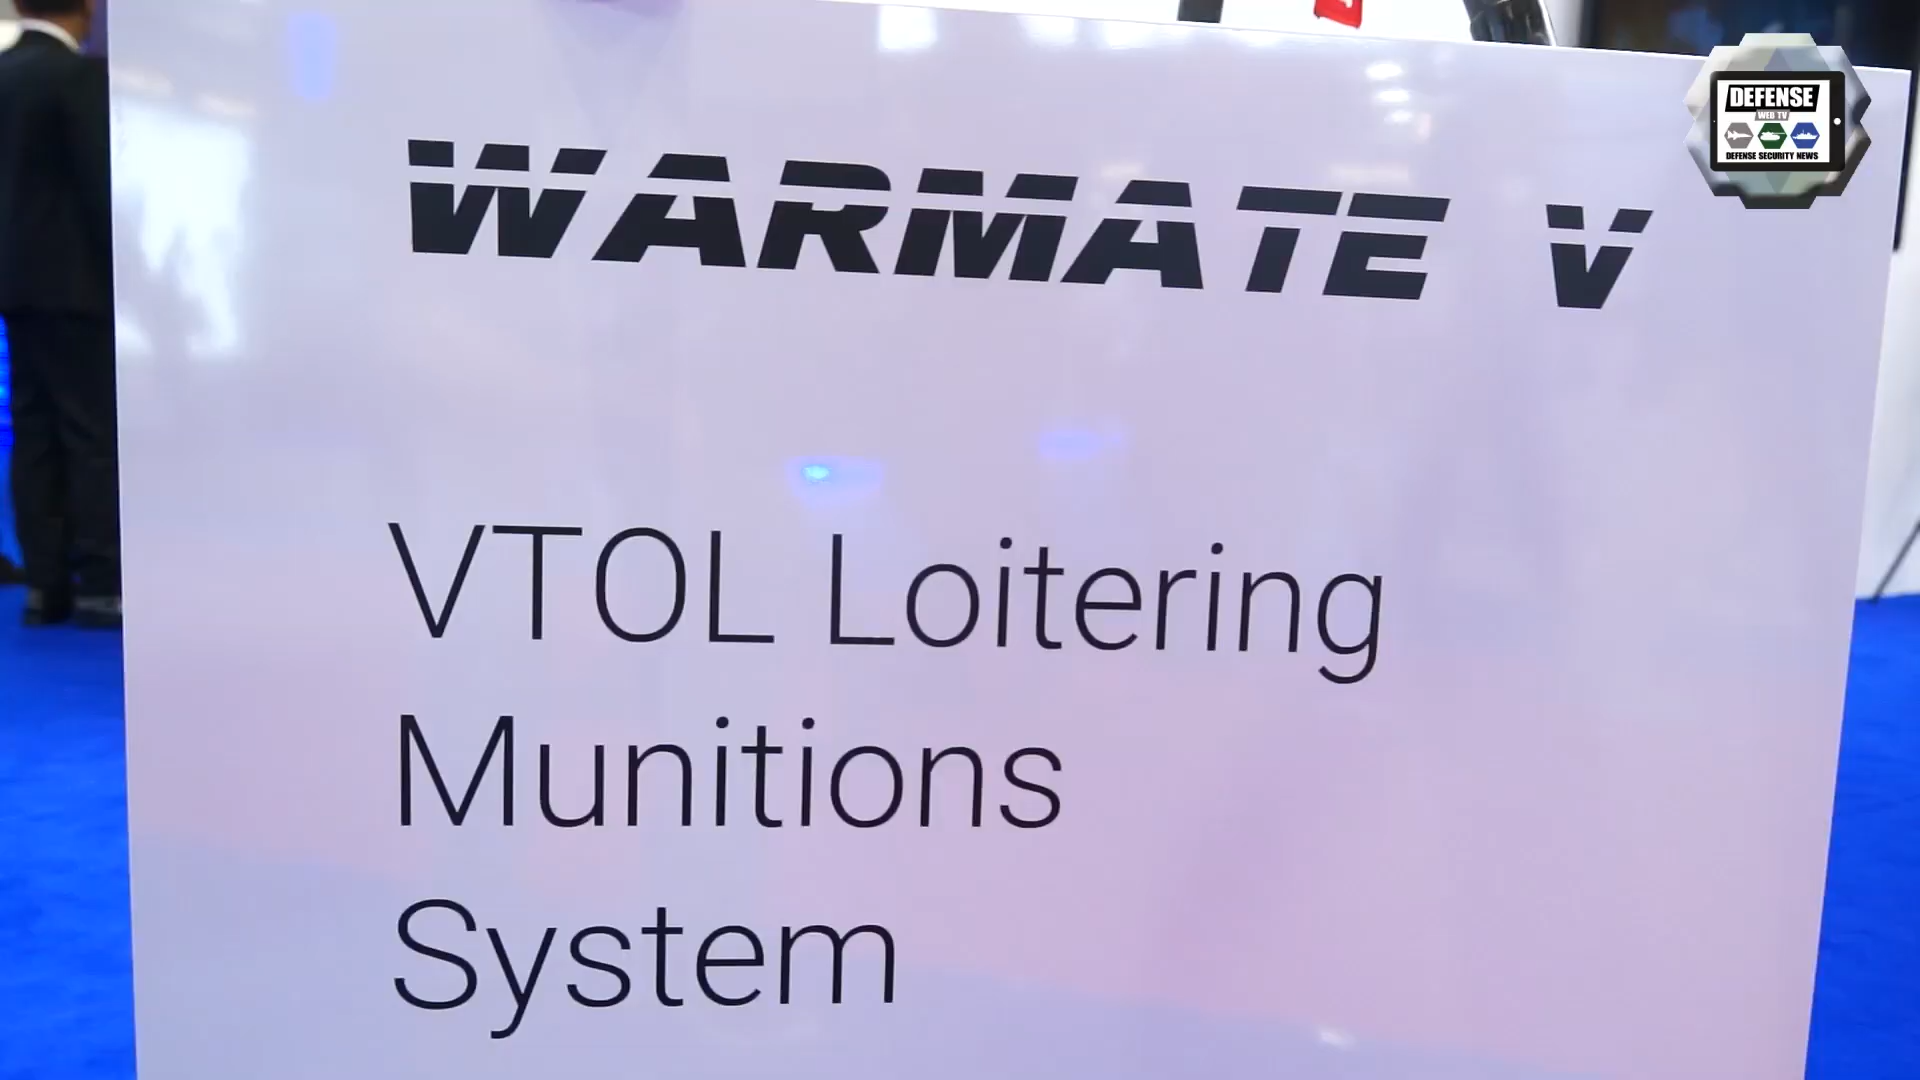 WARMATE V
VTOL Loitering
Munitions
System
DEFENSE
WEB TV
DEFENSE SECURITY NEWS